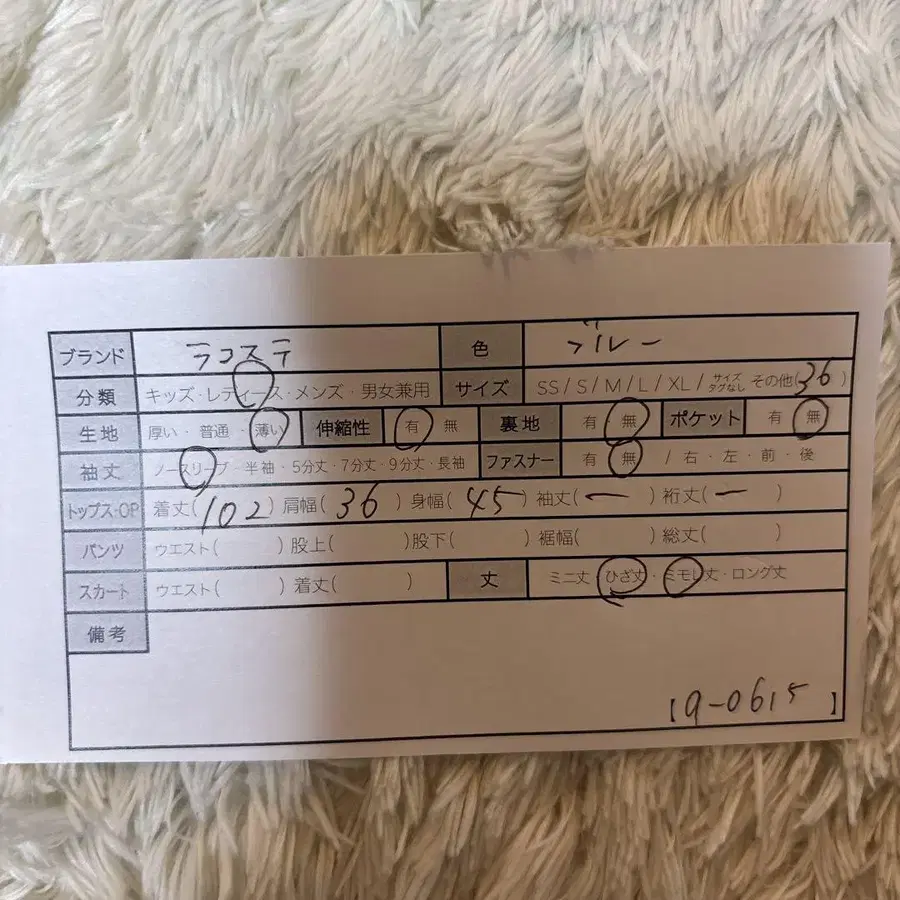 ブランド ラコステ 色 ブルー
分類 キッズ・レディース・メンズ・男女兼用 サイズ SS / S / M / L / XL / サイズタグなし その他(36)
生地 厚い・普通・薄い 伸縮性 有 無 裏地 有 無 ポケット 有 無
袖丈 ノースリーブ・半袖・5分丈・7分丈・9分丈・長袖 ファスナー 有 無 / 右・左・前・後
トップス・OP 着丈(102) 肩幅(36) 身幅(45) 袖丈(ー) 裄丈(ー)
パンツ ウエスト( ) 股上( ) 股下( ) 裾幅( ) 総丈( )
スカート ウエスト( ) 着丈( ) 丈 ミニ丈・ひざ丈・ミモレ丈・ロング丈
備考
【9-0615】